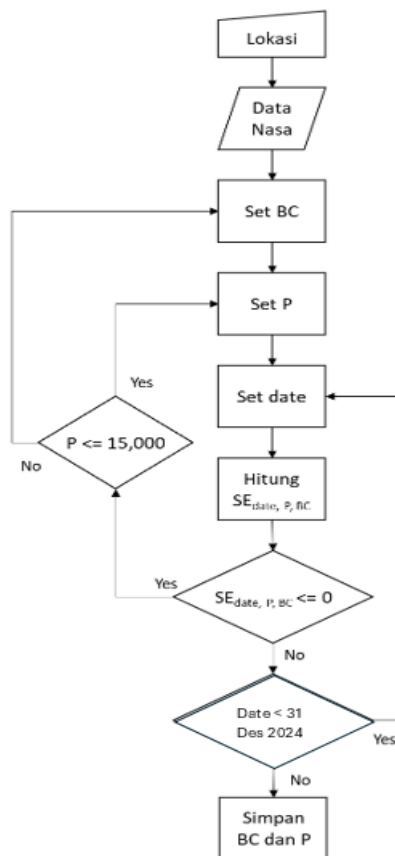 Lokasi
Data
Nasa
Set BC
Set P
Yes
Set date
P <= 15,000
No
Hitung
SEdate, P, BC
Yes
SEdate, P, BC <= 0
No
Date < 31
Des 2024
Yes
No
Simpan
BC dan P